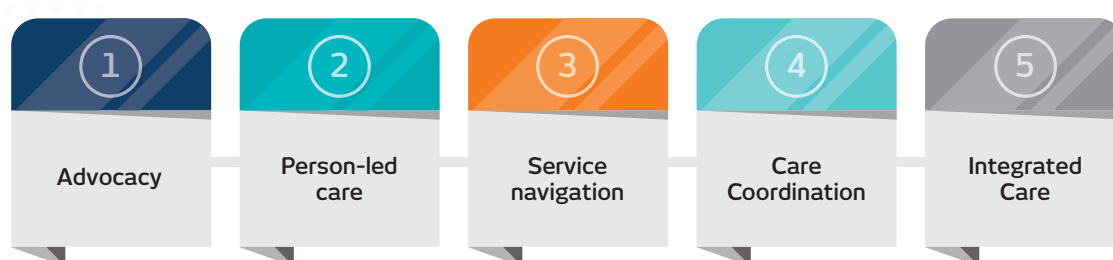 1
2
3
4
5
Advocacy
Person-led
care
Service
navigation
Care
Coordination
Integrated
Care